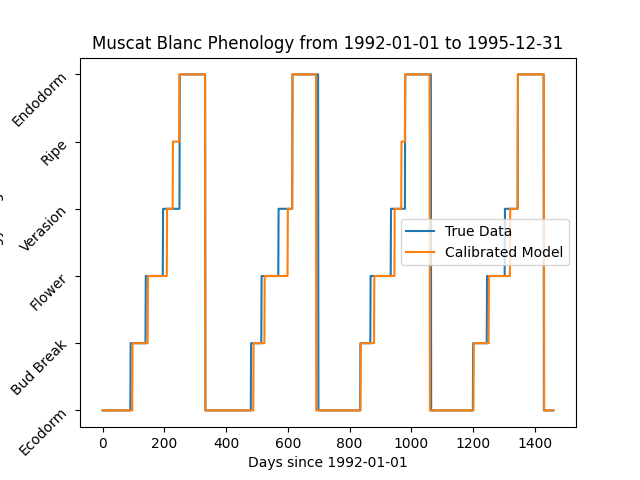 Muscat Blanc Phenology from 1992-01-01 to 1995-12-31
Endodorm
Ripe
Verasion
Flower
Bud Break
Ecodorm
True Data
Calibrated Model
0 200 400 600 800 1000 1200 1400
Days since 1992-01-01